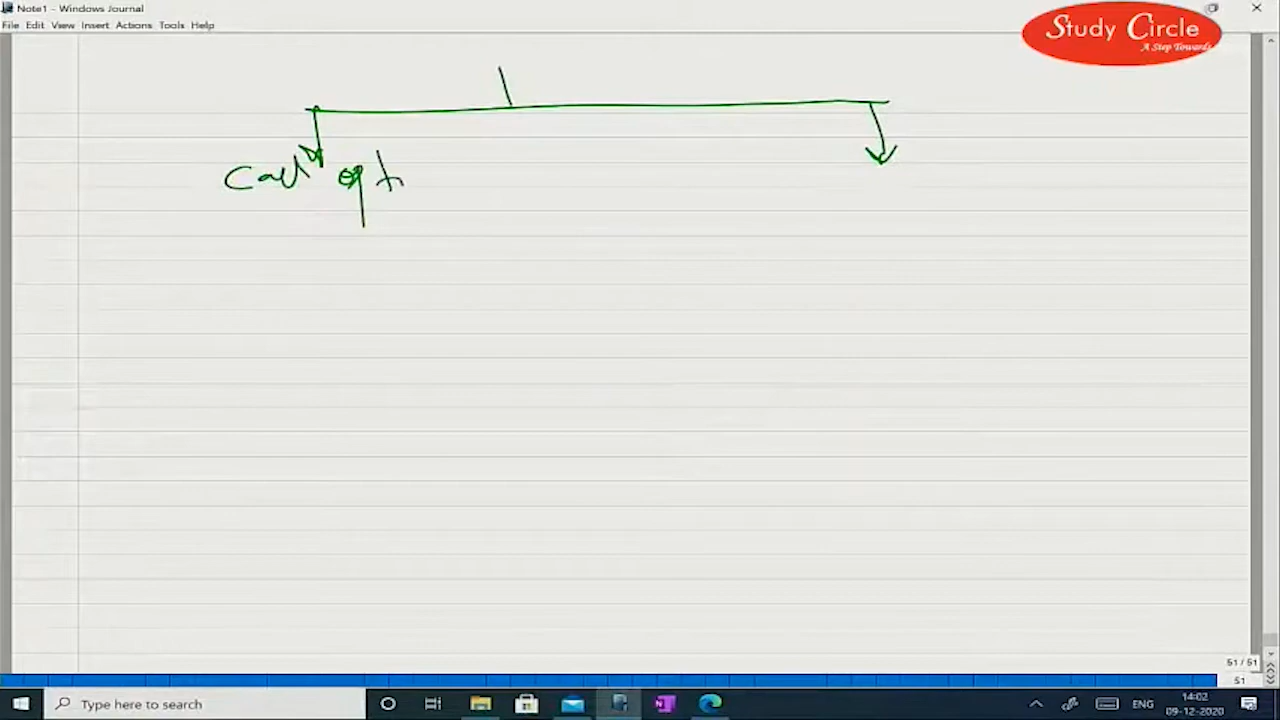 Note1 - Windows Journal
File Edit View Insert Actions Tools Help
Study Circle
A Step Towards
Call opt
51 / 51
51
Type here to search
ENG
14:02
09-12-2020